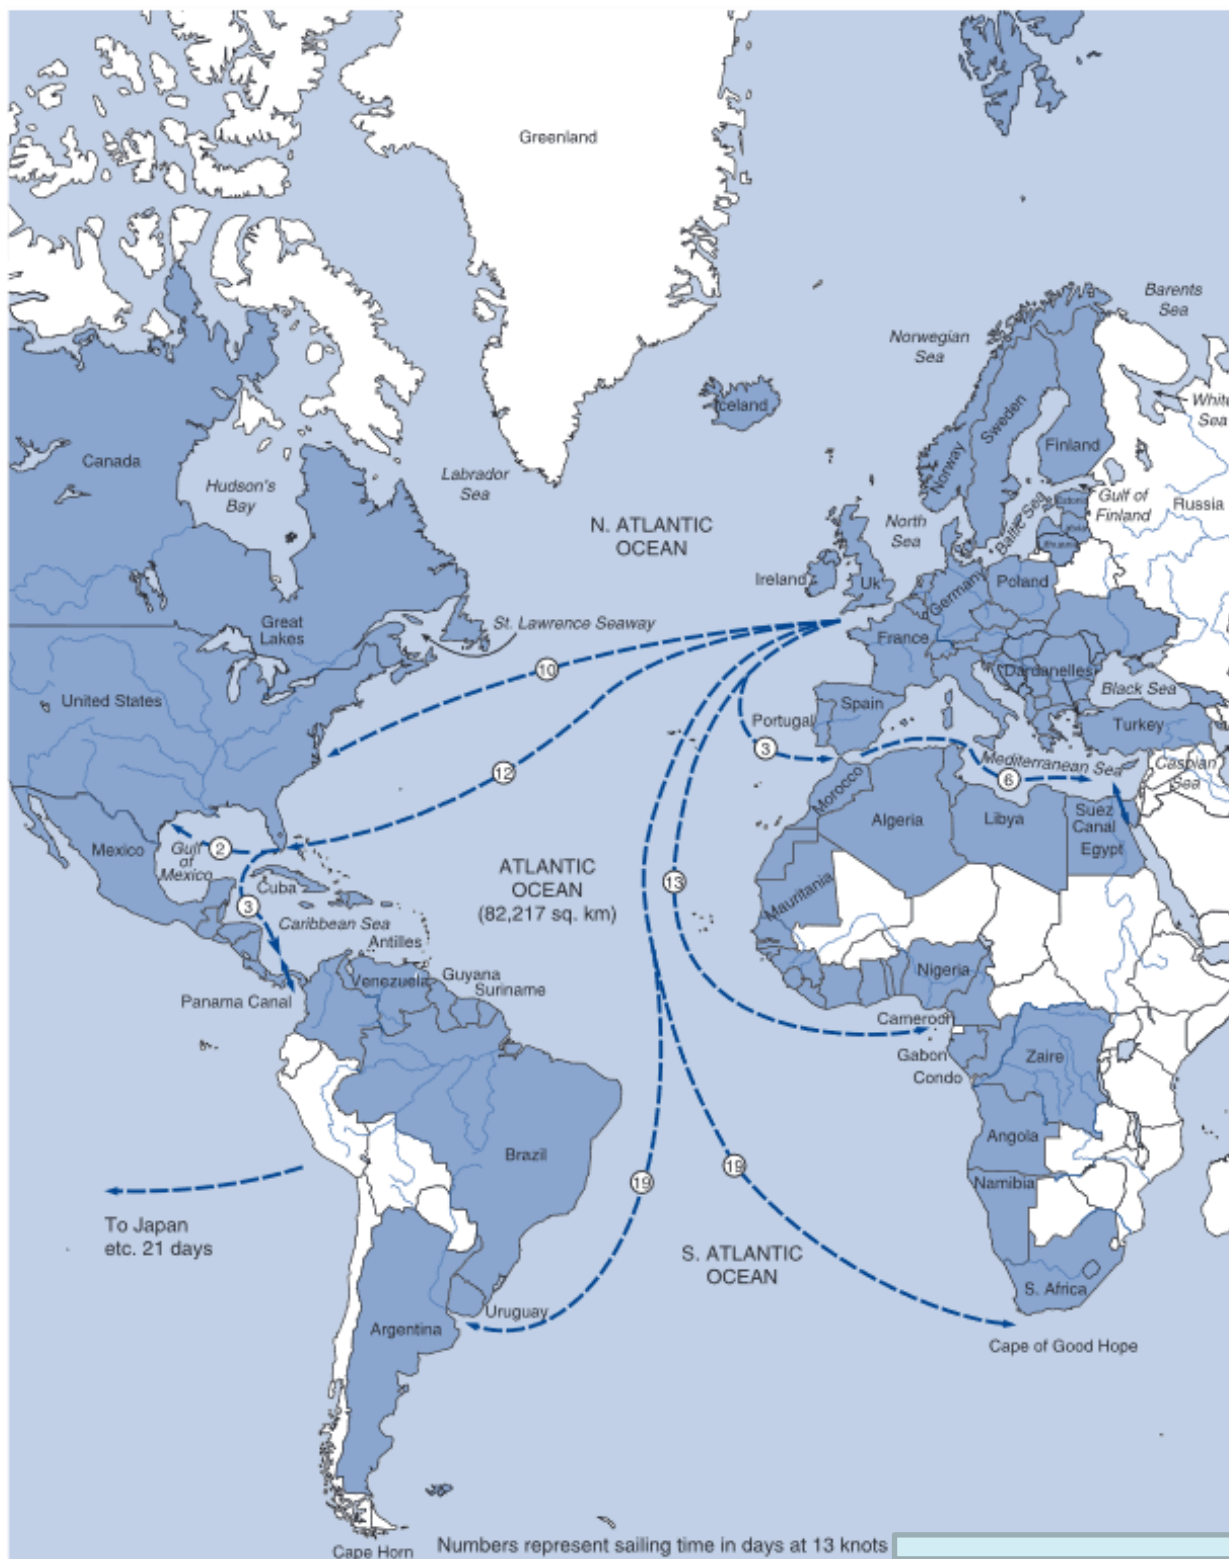 Greenland
Barents
Sea
Norwegian
Sea
White
Sea
Iceland
Sweden
Finland
Norway
Canada
Hudson's
Bay
Labrador
Sea
N. ATLANTIC
OCEAN
North
Sea
Baltic Sea
Estonia
Gulf of
Finland
Russia
Ireland
Uk
Germany
Poland
Great
Lakes
St. Lawrence Seaway
France
10
Dardanelles
Black Sea
United States
Portugal
Spain
Turkey
3
12
Mediterranean Sea
6
Caspian
Sea
Morocco
Algeria
Libya
Suez
Canal
Egypt
Mexico
Gulf
of
Mexico
2
Cuba
3
ATLANTIC
OCEAN
(82,217 sq. km)
13
Mauritania
Caribbean Sea
Antilles
Guyana
Suriname
Venezuela
Panama Canal
Nigeria
Cameroon
Gabon
Condo
Zaire
Brazil
Angola
Namibia
19
19
To Japan
etc. 21 days
S. ATLANTIC
OCEAN
Uruguay
Argentina
S. Africa
Cape of Good Hope
Cape Horn
Numbers represent sailing time in days at 13 knots